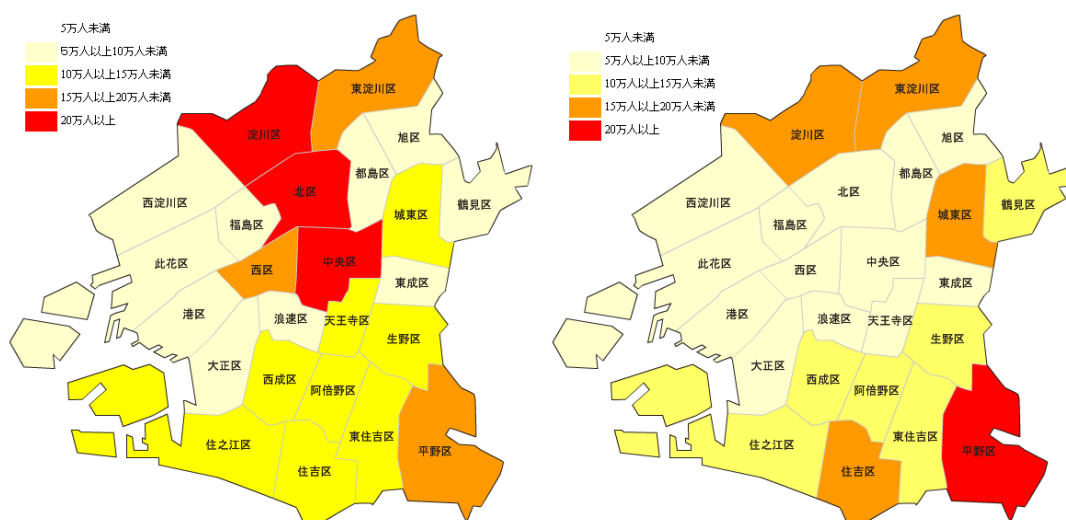 5万人未満
5万人以上10万人未満
10万人以上15万人未満
15万人以上20万人未満
20万人以上
東淀川区
淀川区
旭区
都島区
北区
西淀川区
鶴見区
城東区
福島区
此花区
中央区
西区
東成区
港区
浪速区
天王寺区
生野区
大正区
西成区
阿倍野区
住之江区
東住吉区
平野区
住吉区
5万人未満
5万人以上10万人未満
10万人以上15万人未満
15万人以上20万人未満
20万人以上
東淀川区
淀川区
旭区
都島区
北区
西淀川区
鶴見区
城東区
福島区
此花区
中央区
西区
東成区
港区
浪速区
天王寺区
生野区
大正区
西成区
阿倍野区
住之江区
東住吉区
平野区
住吉区